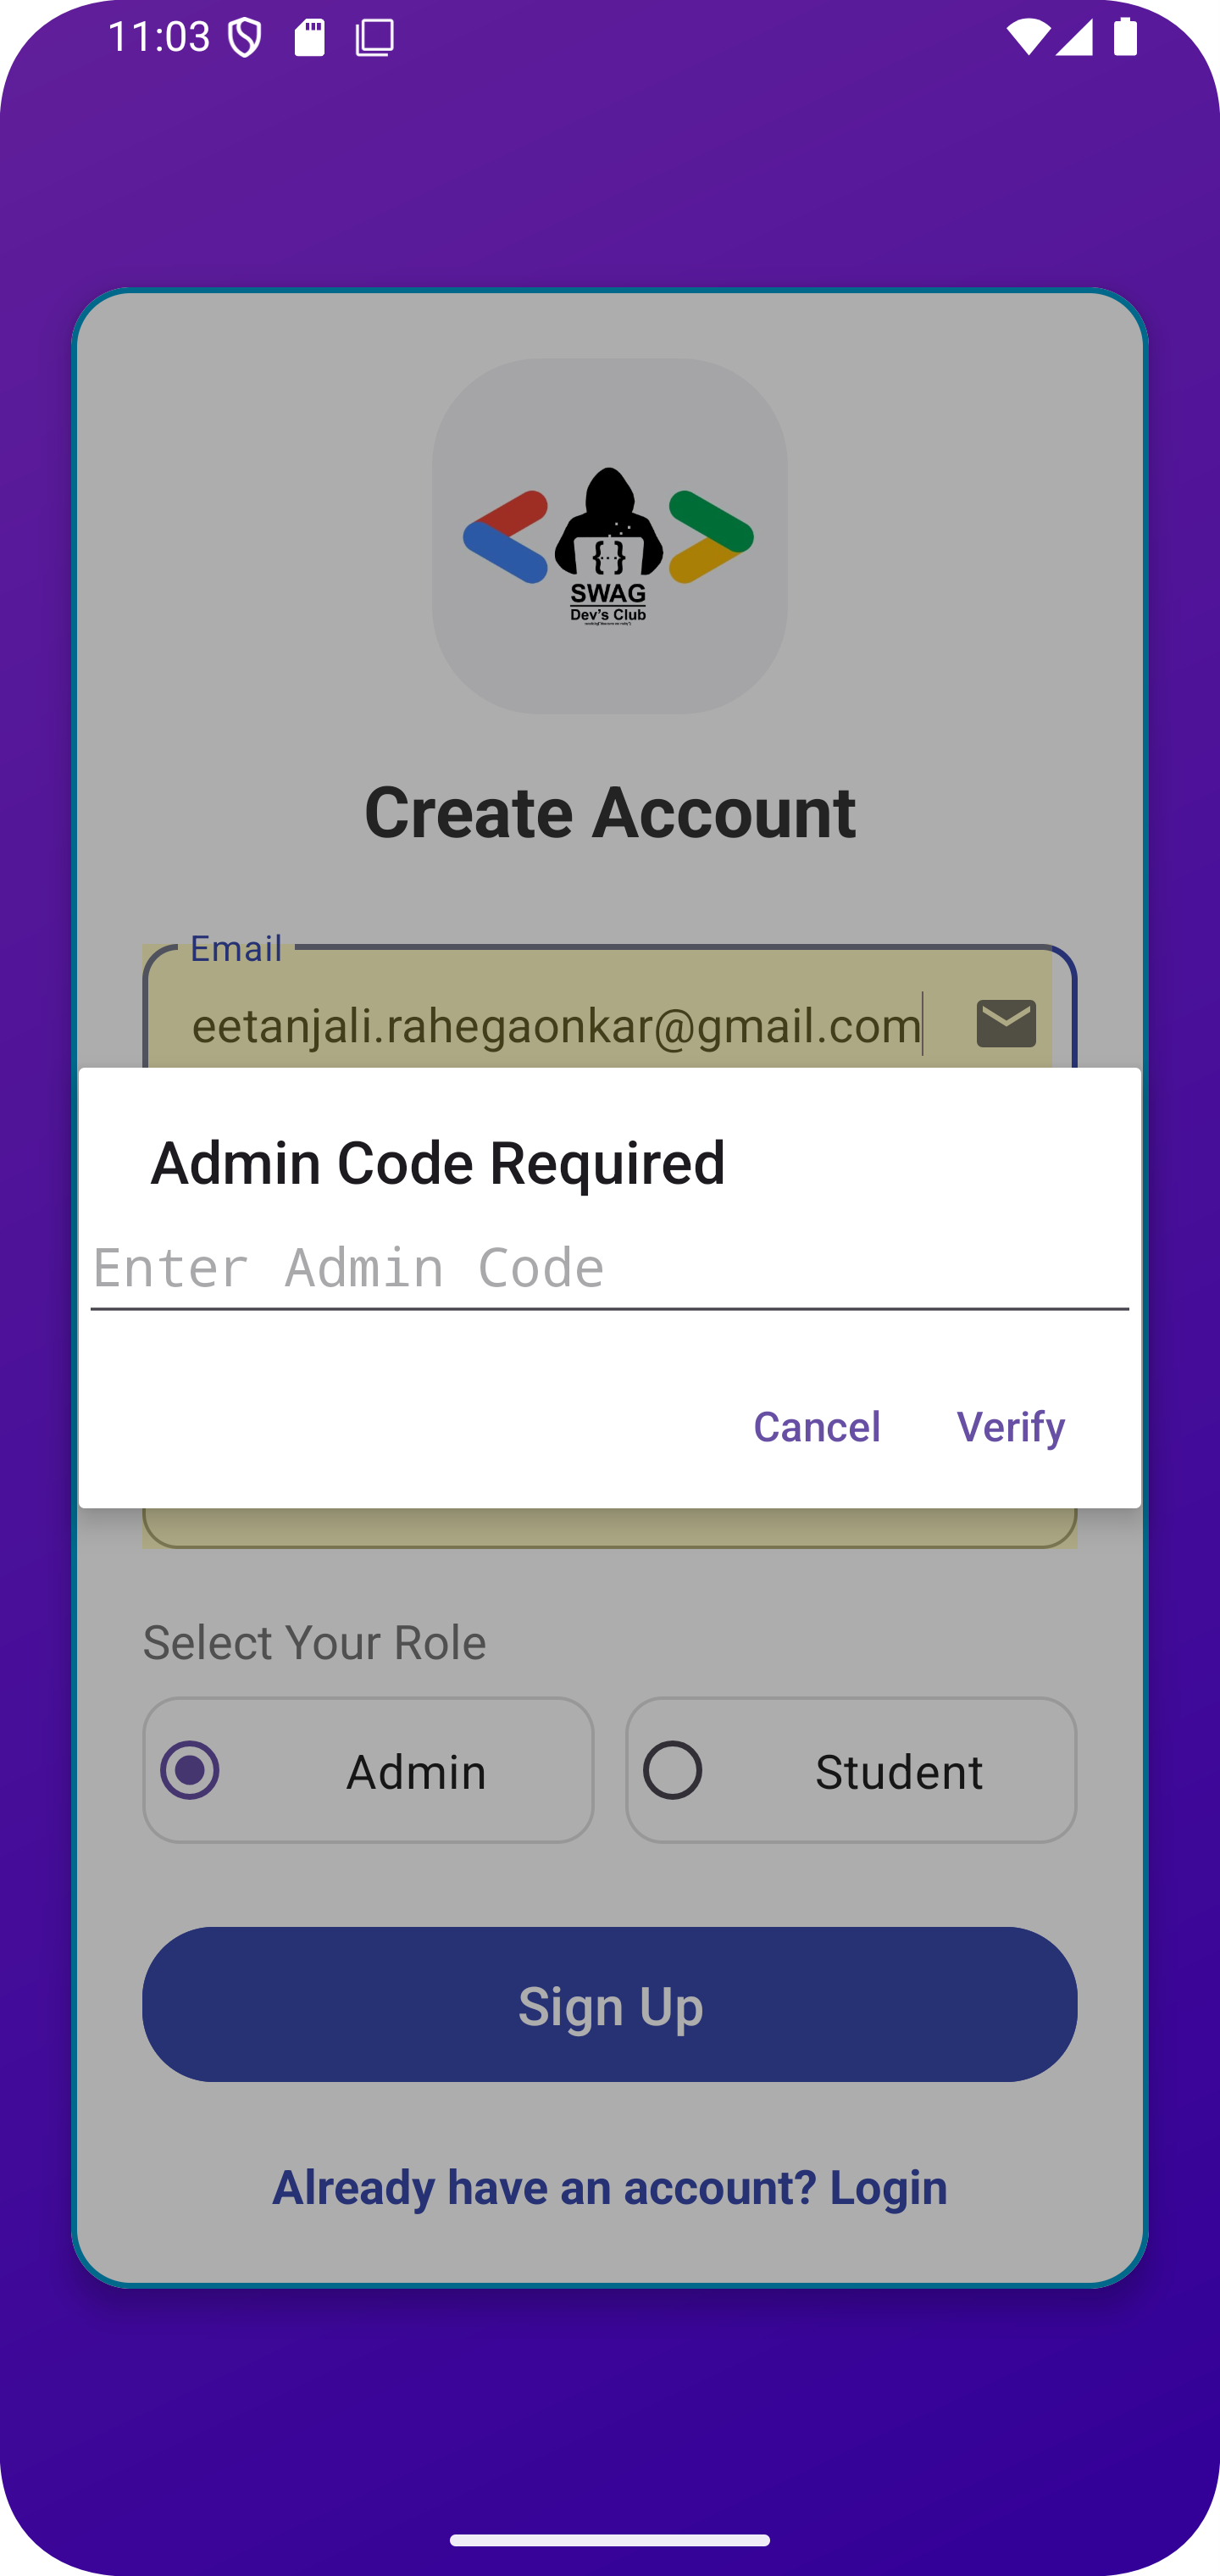 11:03
{...}
SWAG
Dev's Club
Create Account
Email
eetanjali.rahegaonkar@gmail.com
Admin Code Required
Enter Admin Code
Cancel Verify
Select Your Role
Admin Student
Sign Up
Already have an account? Login